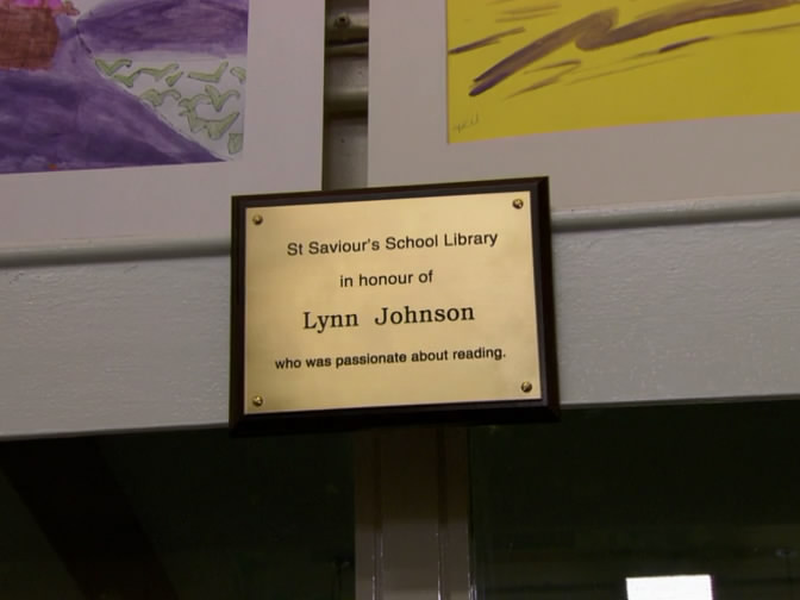 St Saviour's School Library
in honour of
Lynn Johnson
who was passionate about reading.